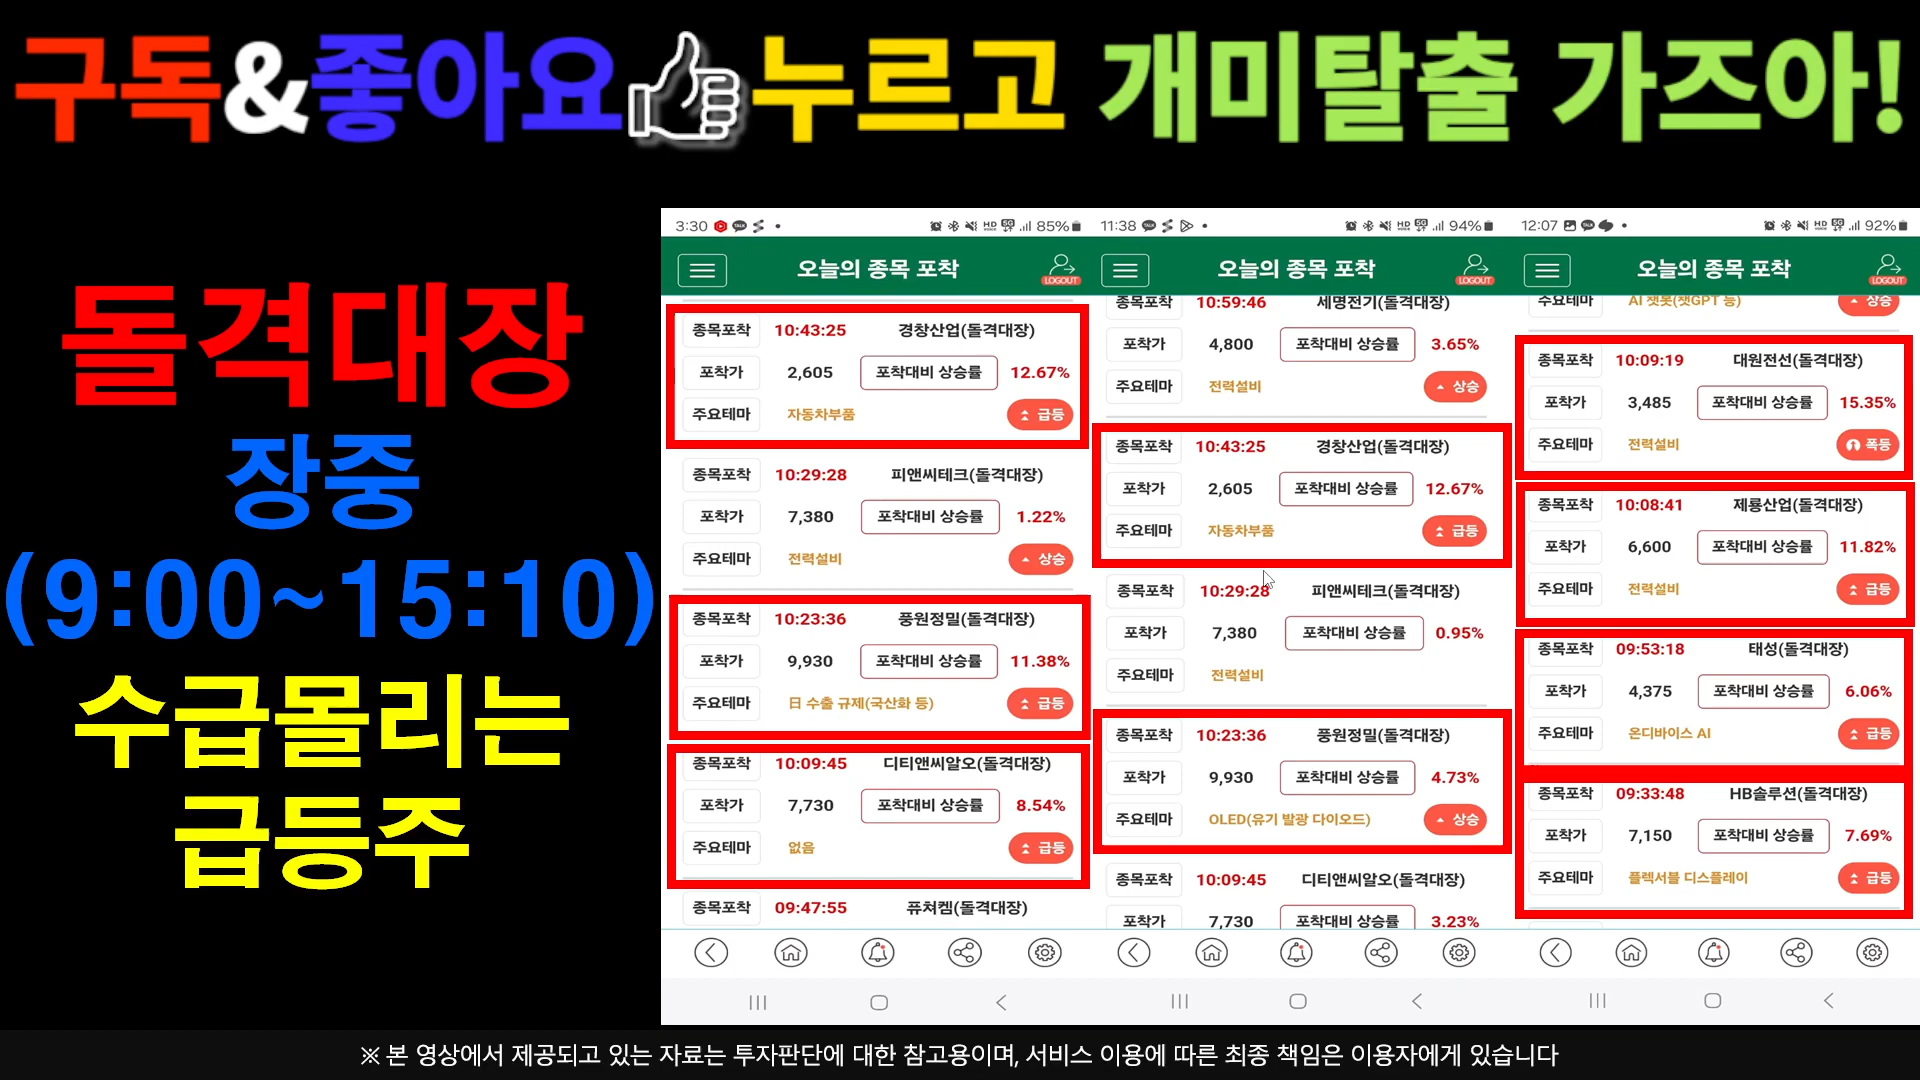 구독&좋아요 누르고 개미탈출 가즈아!
돌격대장
장중
(9:00~15:10)
수급몰리는
급등주
3:30 85%
오늘의 종목 포착
LOGOUT
종목포착 10:43:25 경창산업(돌격대장)
포착가 2,605 포착대비 상승률 12.67%
주요테마 자동차부품 급등
종목포착 10:29:28 피앤씨테크(돌격대장)
포착가 7,380 포착대비 상승률 1.22%
주요테마 전력설비 상승
종목포착 10:23:36 풍원정밀(돌격대장)
포착가 9,930 포착대비 상승률 11.38%
주요테마 日 수출 규제(국산화 등) 급등
종목포착 10:09:45 디티앤씨알오(돌격대장)
포착가 7,730 포착대비 상승률 8.54%
주요테마 없음 급등
종목포착 09:47:55 퓨쳐켐(돌격대장)
11:38 94%
오늘의 종목 포착
LOGOUT
종목포착 10:59:46 세명전기(돌격대장)
포착가 4,800 포착대비 상승률 3.65%
주요테마 전력설비 상승
종목포착 10:43:25 경창산업(돌격대장)
포착가 2,605 포착대비 상승률 12.67%
주요테마 자동차부품 급등
종목포착 10:29:28 피앤씨테크(돌격대장)
포착가 7,380 포착대비 상승률 0.95%
주요테마 전력설비
종목포착 10:23:36 풍원정밀(돌격대장)
포착가 9,930 포착대비 상승률 4.73%
주요테마 OLED(유기 발광 다이오드) 상승
종목포착 10:09:45 디티앤씨알오(돌격대장)
포착가 7,730 포착대비 상승률 3.23%
12:07 92%
오늘의 종목 포착
LOGOUT
주요테마 AI 챗봇(챗GPT 등) 상승
종목포착 10:09:19 대원전선(돌격대장)
포착가 3,485 포착대비 상승률 15.35%
주요테마 전력설비 폭등
종목포착 10:08:41 제룡산업(돌격대장)
포착가 6,600 포착대비 상승률 11.82%
주요테마 전력설비 급등
종목포착 09:53:18 태성(돌격대장)
포착가 4,375 포착대비 상승률 6.06%
주요테마 온디바이스 AI 급등
종목포착 09:33:48 HB솔루션(돌격대장)
포착가 7,150 포착대비 상승률 7.69%
주요테마 플렉서블 디스플레이 급등
※ 본 영상에서 제공되고 있는 자료는 투자판단에 대한 참고용이며, 서비스 이용에 따른 최종 책임은 이용자에게 있습니다